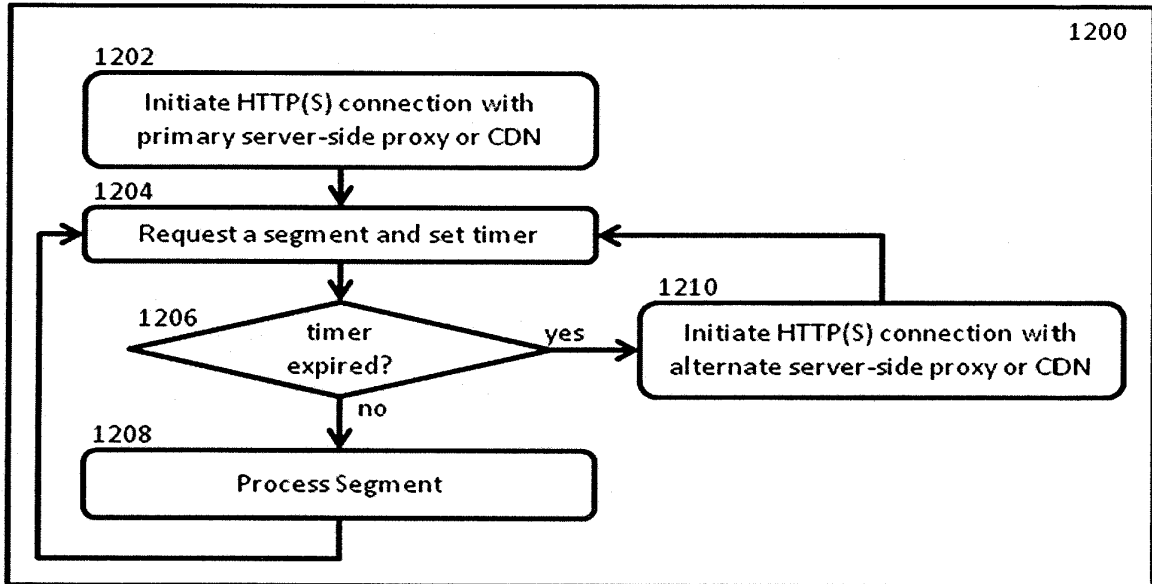 1200
1202
Initiate HTTP(S) connection with
primary server-side proxy or CDN
1204
Request a segment and set timer
1206
timer
expired?
yes
1210
Initiate HTTP(S) connection with
alternate server-side proxy or CDN
no
1208
Process Segment